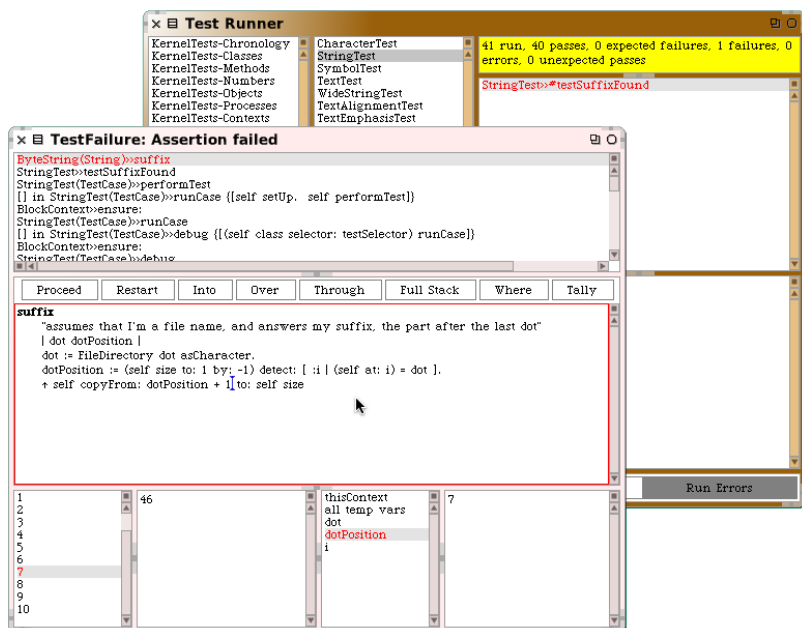 Test Runner
KernelTests-Chronology
KernelTests-Classes
KernelTests-Methods
KernelTests-Numbers
KernelTests-Objects
KernelTests-Processes
KernelTests-Contexts
CharacterTest
StringTest
SymbolTest
TextTest
WideStringTest
TextAlignmentTest
TextEmphasisTest
41 run, 40 passes, 0 expected failures, 1 failures, 0
errors, 0 unexpected passes
StringTest»#testSuffixFound
TestFailure: Assertion failed
ByteString(String)»suffix
StringTest»testSuffixFound
StringTest(TestCase)»performTest
[] in StringTest(TestCase)»runCase {[self setUp.  self performTest]}
BlockContext»ensure:
StringTest(TestCase)»runCase
[] in StringTest(TestCase)»debug {[(self class selector: testSelector) runCase]}
BlockContext»ensure:
StringTest(TestCase)»debug
Proceed
Restart
Into
Over
Through
Full Stack
Where
Tally
suffix
"assumes that I'm a file name, and answers my suffix, the part after the last dot"
| dot dotPosition |
dot := FileDirectory dot asCharacter.
dotPosition := (self size to: 1 by: -1) detect: [ :i | (self at: i) = dot ].
↑ self copyFrom: dotPosition + 1 to: self size
Run Errors
1
2
3
4
5
6
7
8
9
10
46
thisContext
all temp vars
dot
dotPosition
i
7